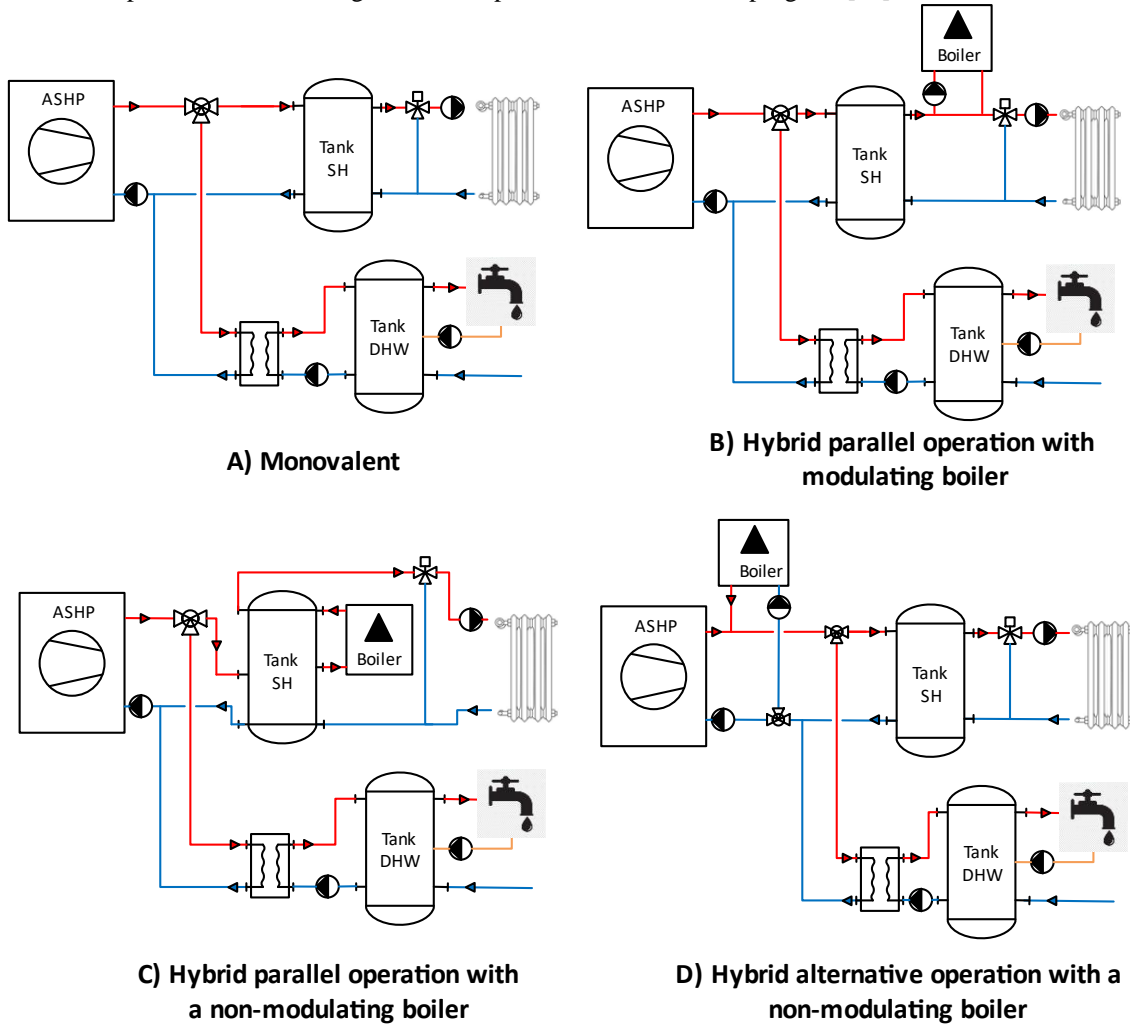 ASHP
Tank
SH
Tank
DHW
A) Monovalent
Boiler
ASHP
Tank
SH
Tank
DHW
B) Hybrid parallel operation with
modulating boiler
ASHP
Tank
SH
Boiler
Tank
DHW
C) Hybrid parallel operation with
a non-modulating boiler
Boiler
ASHP
Tank
SH
Tank
DHW
D) Hybrid alternative operation with a
non-modulating boiler